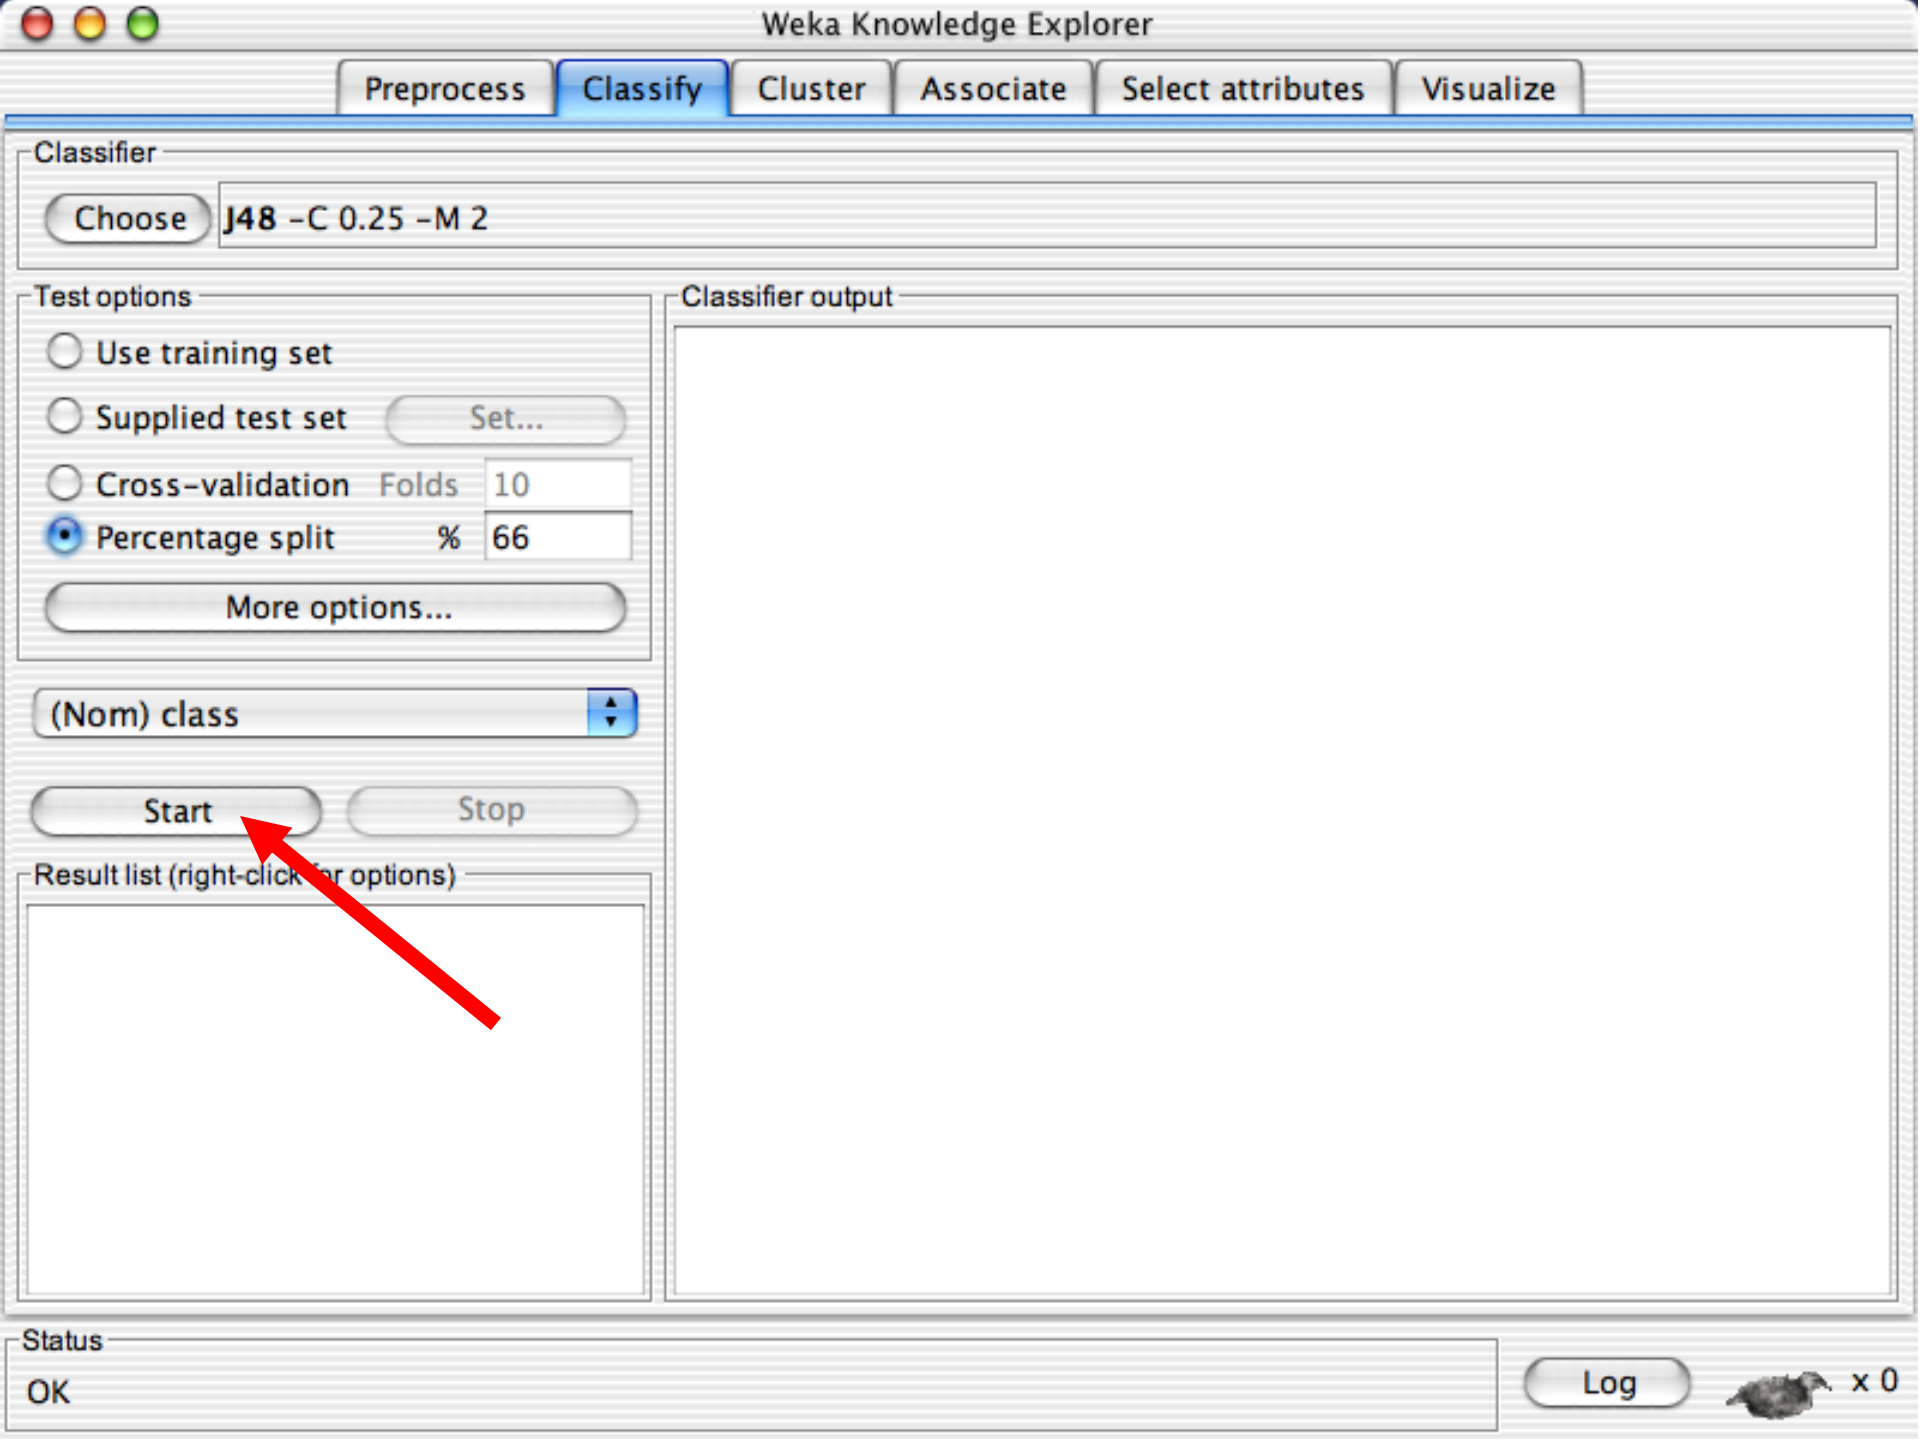 Weka Knowledge Explorer
Preprocess Classify Cluster Associate Select attributes Visualize
Classifier
Choose J48 -C 0.25 -M 2
Test options
Use training set
Supplied test set Set...
Cross-validation Folds 10
Percentage split % 66
More options...
(Nom) class
Start Stop
Result list (right-click for options)
Classifier output
Status
OK
Log x 0